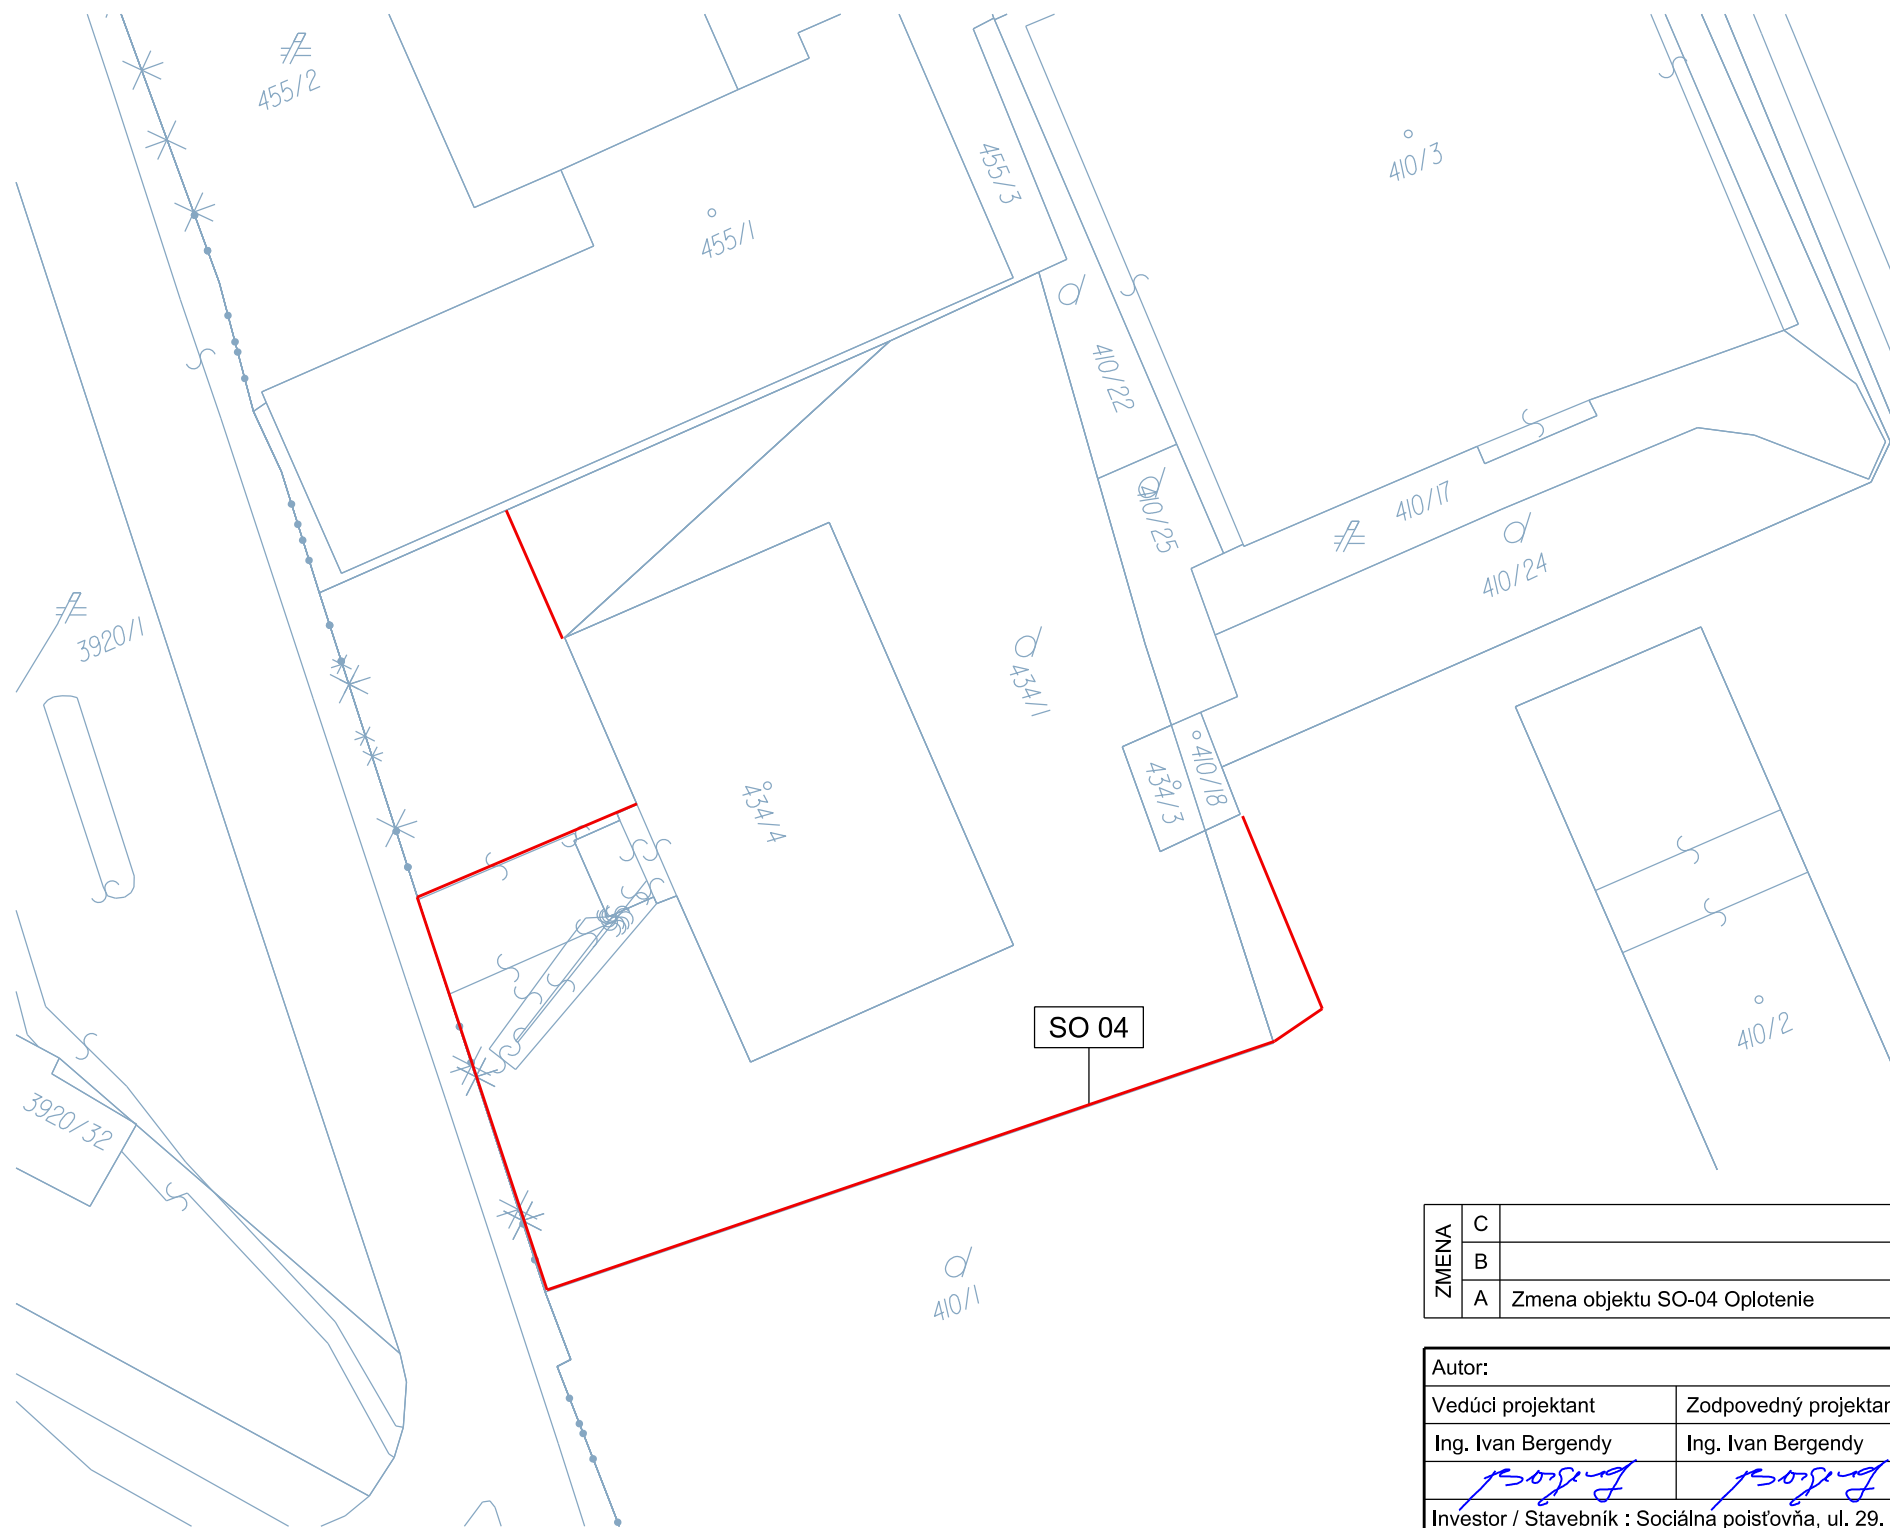 455/2
455/3
410/3
455/1
410/22
410/25
410/17
410/24
3920/1
434/1
434/3
410/18
434/4
SO 04
410/2
3920/32
410/1
ZMENA
C
B
A Zmena objektu SO-04 Oplotenie
Autor:
Vedúci projektant Zodpovedný projektan
Ing. Ivan Bergendy Ing. Ivan Bergendy
Investor / Stavebník : Sociálna poisťovňa, ul. 29.